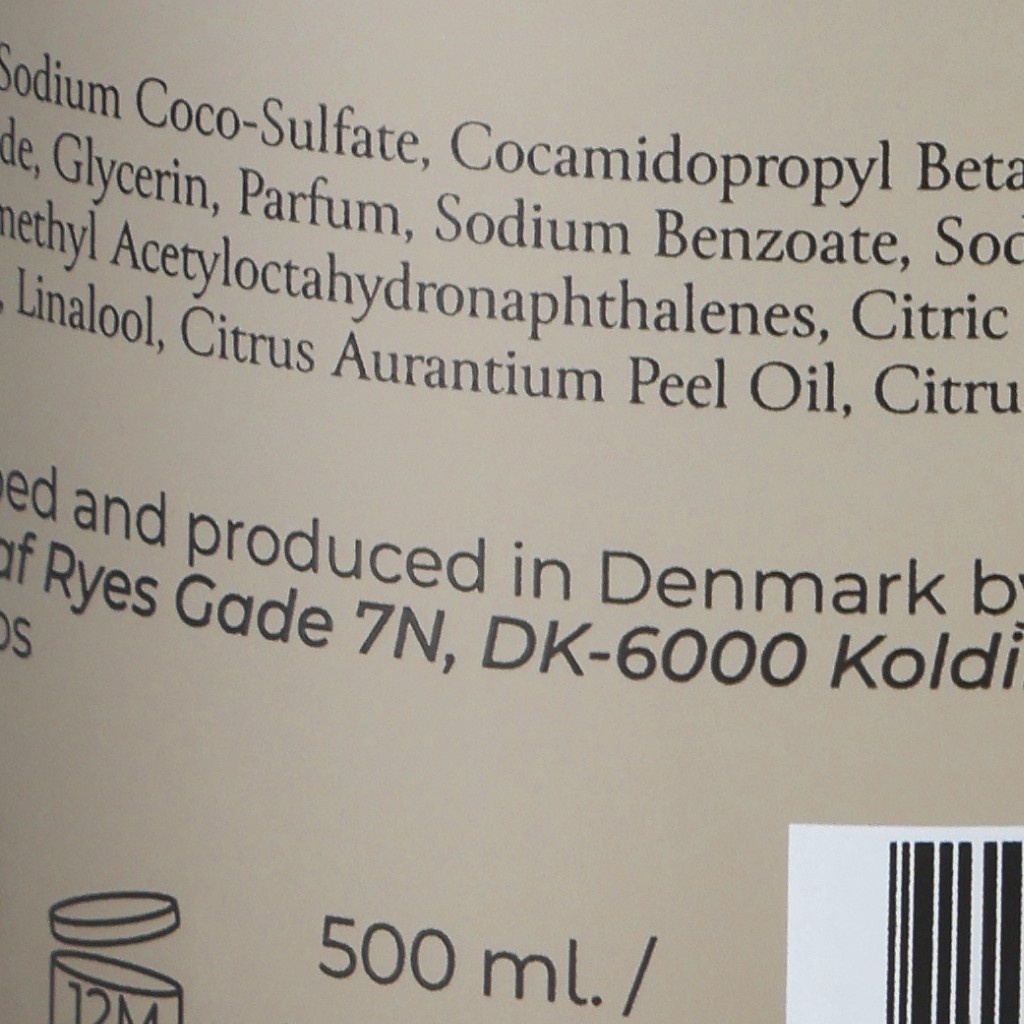 Sodium Coco-Sulfate, Cocamidopropyl Beta
de, Glycerin, Parfum, Sodium Benzoate, Sod
methyl Acetyloctahydronaphthalenes, Citric
, Linalool, Citrus Aurantium Peel Oil, Citru
ed and produced in Denmark by
af Ryes Gade 7N, DK-6000 Koldi
os
12M
500 ml. /